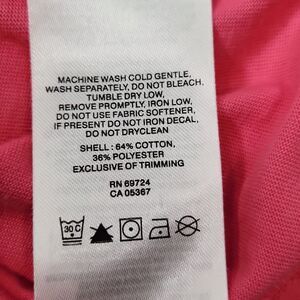 MACHINE WASH COLD GENTLE,
WASH SEPARATELY, DO NOT BLEACH.
TUMBLE DRY LOW,
REMOVE PROMPTLY, IRON LOW,
DO NOT USE FABRIC SOFTENER,
IF PRESENT DO NOT IRON DECAL,
DO NOT DRYCLEAN
SHELL : 64% COTTON,
36% POLYESTER
EXCLUSIVE OF TRIMMING
RN 69724
CA 05367
30 C